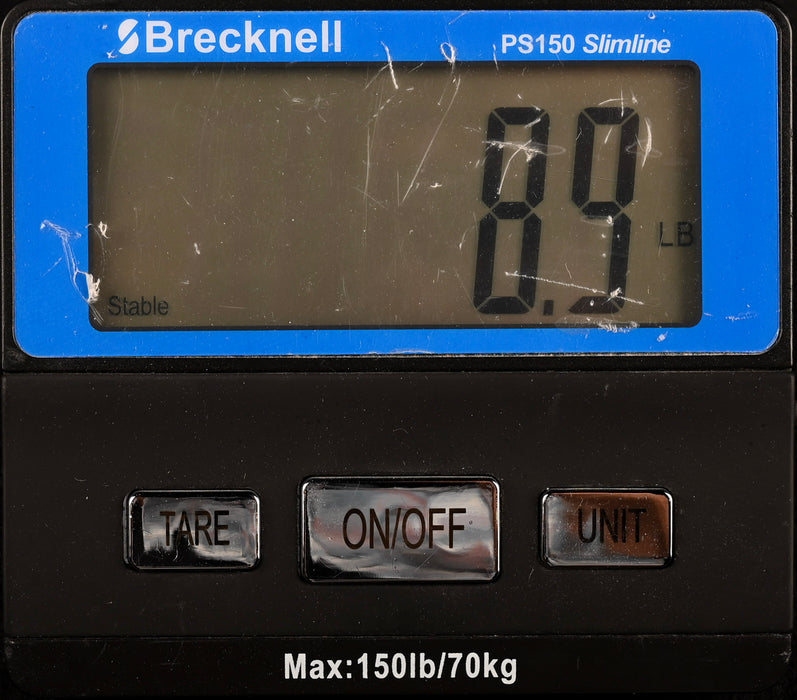 Brecknell
PS150 Slimline
8.9
LB
Stable
TARE
ON/OFF
UNIT
Max:150lb/70kg